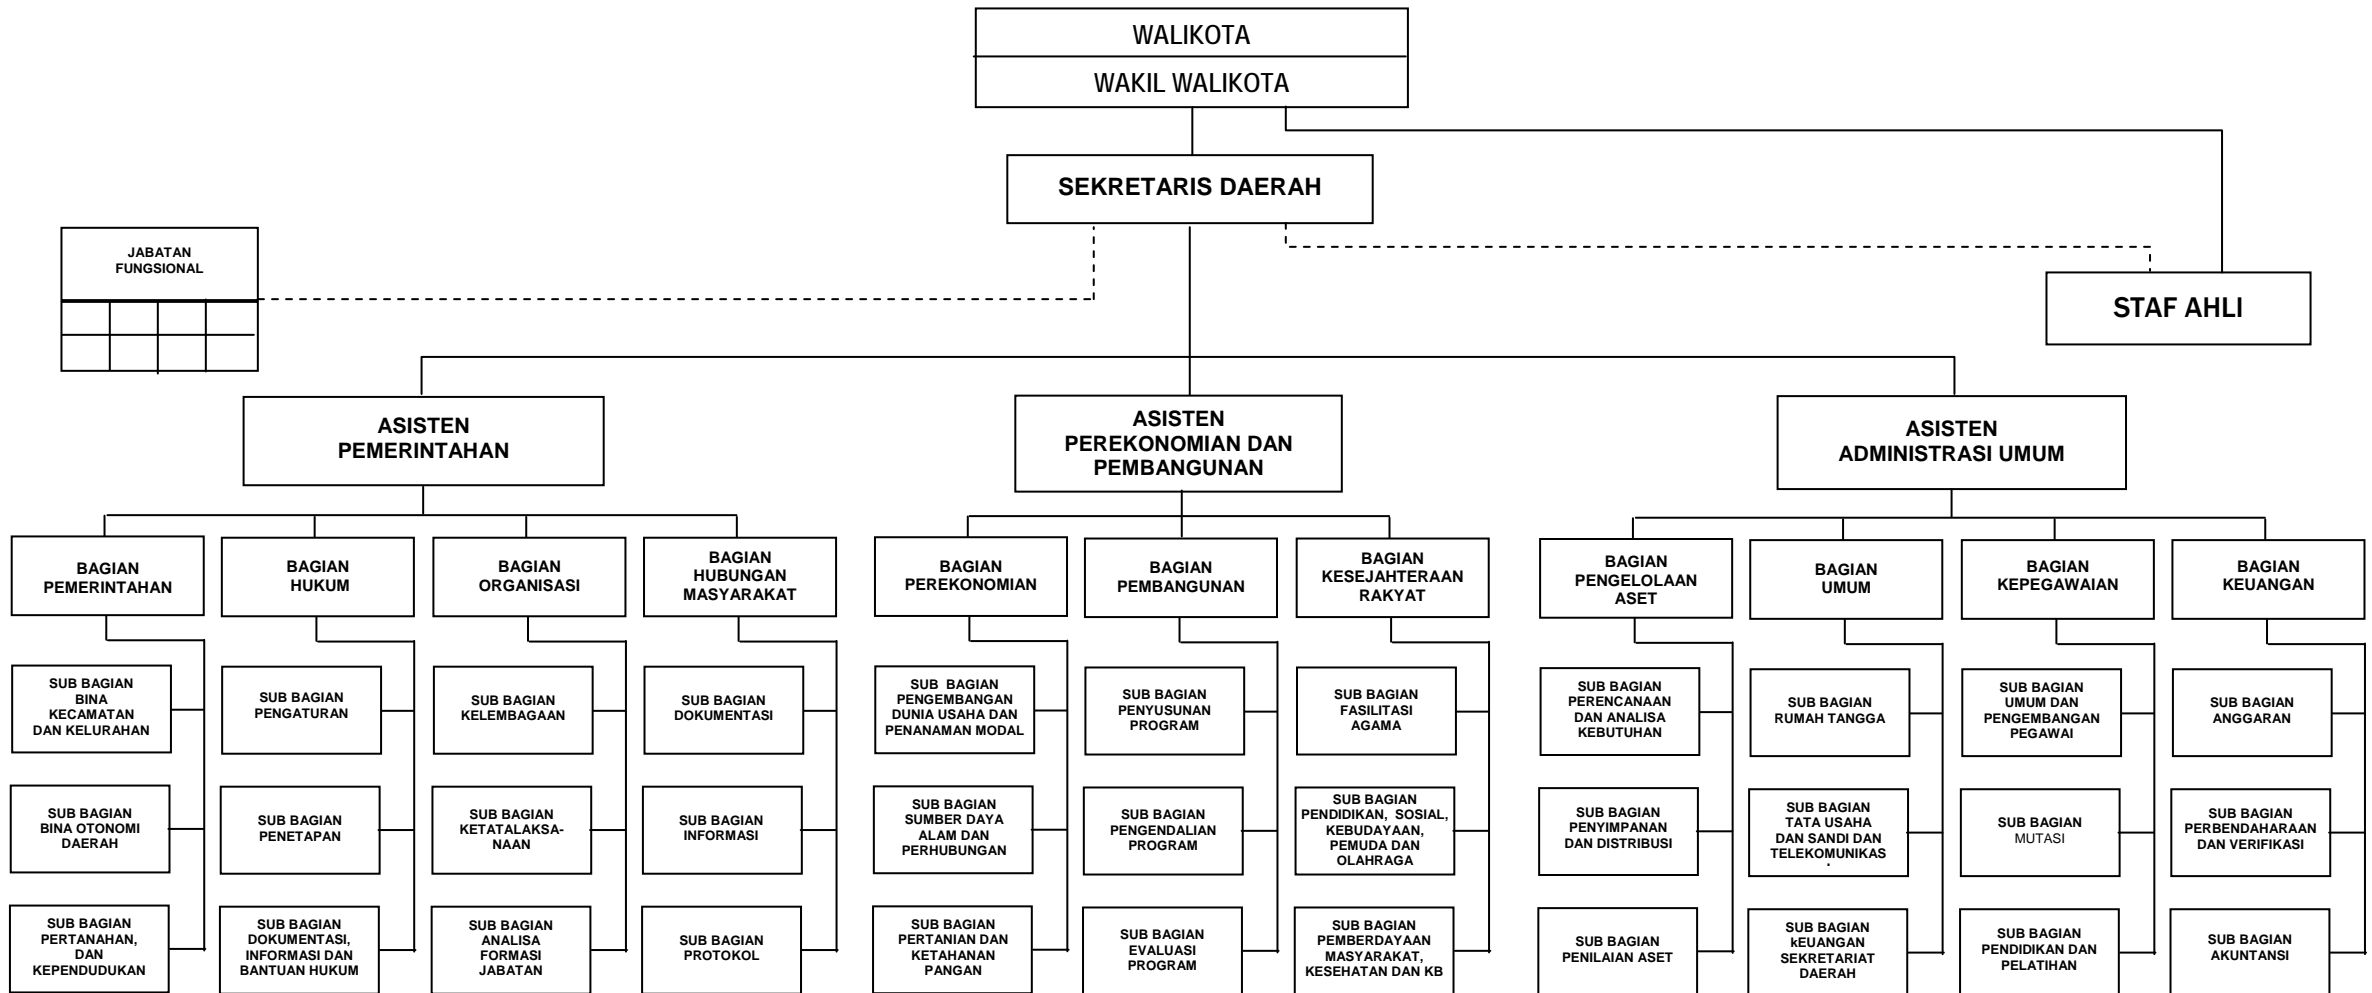 WALIKOTA
WAKIL WALIKOTA
SEKRETARIS DAERAH
JABATAN
FUNGSIONAL
STAF AHLI
ASISTEN
PEMERINTAHAN
ASISTEN
PEREKONOMIAN DAN
PEMBANGUNAN
ASISTEN
ADMINISTRASI UMUM
BAGIAN
PEMERINTAHAN
BAGIAN
HUKUM
BAGIAN
ORGANISASI
BAGIAN
HUBUNGAN
MASYARAKAT
BAGIAN
PEREKONOMIAN
BAGIAN
PEMBANGUNAN
BAGIAN
KESEJAHTERAAN
RAKYAT
BAGIAN
PENGELOLAAN
ASET
BAGIAN
UMUM
BAGIAN
KEPEGAWAIAN
BAGIAN
KEUANGAN
SUB BAGIAN
BINA
KECAMATAN
DAN KELURAHAN
SUB BAGIAN
PENGATURAN
SUB BAGIAN
KELEMBAGAAN
SUB BAGIAN
DOKUMENTASI
SUB BAGIAN
PENGEMBANGAN
DUNIA USAHA DAN
PENANAMAN MODAL
SUB BAGIAN
PENYUSUNAN
PROGRAM
SUB BAGIAN
FASILITASI
AGAMA
SUB BAGIAN
PERENCANAAN
DAN ANALISA
KEBUTUHAN
SUB BAGIAN
RUMAH TANGGA
SUB BAGIAN
UMUM DAN
PENGEMBANGAN
PEGAWAI
SUB BAGIAN
ANGGARAN
SUB BAGIAN
BINA OTONOMI
DAERAH
SUB BAGIAN
PENETAPAN
SUB BAGIAN
KETATALAKSA-
NAAN
SUB BAGIAN
INFORMASI
SUB BAGIAN
SUMBER DAYA
ALAM DAN
PERHUBUNGAN
SUB BAGIAN
PENGENDALIAN
PROGRAM
SUB BAGIAN
PENDIDIKAN, SOSIAL,
KEBUDAYAAN,
PEMUDA DAN
OLAHRAGA
SUB BAGIAN
PENYIMPANAN
DAN DISTRIBUSI
SUB BAGIAN
TATA USAHA
DAN SANDI DAN
TELEKOMUNIKAS
SUB BAGIAN
MUTASI
SUB BAGIAN
PERBENDAHARAAN
DAN VERIFIKASI
SUB BAGIAN
PERTANAHAN,
DAN
KEPENDUDUKAN
SUB BAGIAN
DOKUMENTASI,
INFORMASI DAN
BANTUAN HUKUM
SUB BAGIAN
ANALISA
FORMASI
JABATAN
SUB BAGIAN
PROTOKOL
SUB BAGIAN
PERTANIAN DAN
KETAHANAN
PANGAN
SUB BAGIAN
EVALUASI
PROGRAM
SUB BAGIAN
PEMBERDAYAAN
MASYARAKAT,
KESEHATAN DAN KB
SUB BAGIAN
PENILAIAN ASET
SUB BAGIAN
kEUANGAN
SEKRETARIAT
DAERAH
SUB BAGIAN
PENDIDIKAN DAN
PELATIHAN
SUB BAGIAN
AKUNTANSI